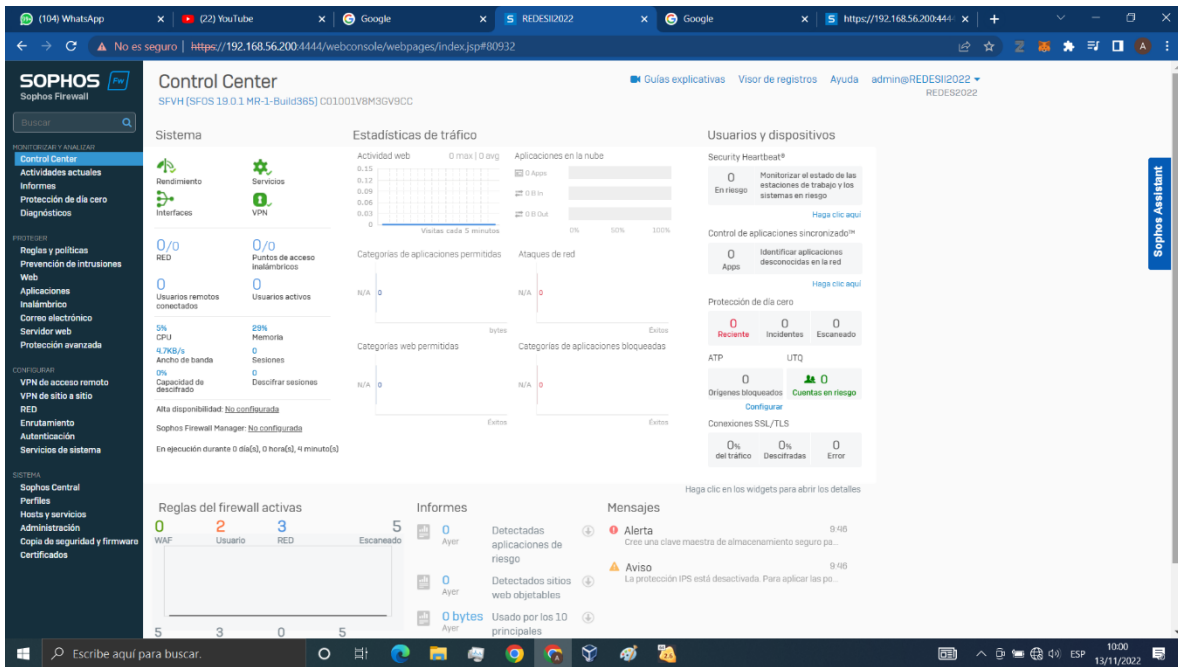 (104) WhatsApp
(22) YouTube
Google
REDESII2022
Google
https://192.168.56.200:444
No es seguro | https://192.168.56.200:4444/webconsole/webpages/index.jsp#80932
SOPHOS Fw
Sophos Firewall
Buscar
MONITORIZAR Y ANALIZAR
Control Center
Actividades actuales
Informes
Protección de día cero
Diagnósticos
PROTEGER
Reglas y políticas
Prevención de intrusiones
Web
Aplicaciones
Inalámbrico
Correo electrónico
Servidor web
Protección avanzada
CONFIGURAR
VPN de acceso remoto
VPN de sitio a sitio
RED
Enrutamiento
Autenticación
Servicios de sistema
SISTEMA
Sophos Central
Perfiles
Hosts y servicios
Administración
Copia de seguridad y firmware
Certificados
Control Center
SFVH (SFOS 19.0.1 MR-1-Build365) C01001V8M3GV9CC
Guías explicativas Visor de registros Ayuda admin@REDESII2022
REDES2022
Sistema
Rendimiento Servicios
Interfaces VPN
0/0 0/0
RED Puntos de acceso inalámbricos
0 0
Usuarios remotos conectados Usuarios activos
5% 29%
CPU Memoria
4.7KB/s 0
Ancho de banda Sesiones
0% 0
Capacidad de descifrado Descifrar sesiones
Alta disponibilidad: No configurada
Sophos Firewall Manager: No configurada
En ejecución durante 0 día(s), 0 hora(s), 4 minuto(s)
Estadísticas de tráfico
Actividad web 0 max | 0 avg
0.15
0.12
0.09
0.06
0.03
0
Visitas cada 5 minutos
Aplicaciones en la nube
0 Apps
0 B In
0 B Out
0% 50% 100%
Categorías de aplicaciones permitidas
N/A 0
bytes
Ataques de red
N/A 0
Éxitos
Categorías web permitidas
N/A 0
Éxitos
Categorías de aplicaciones bloqueadas
N/A 0
Éxitos
Usuarios y dispositivos
Security Heartbeat®
0
En riesgo
Monitorizar el estado de las
estaciones de trabajo y los
sistemas en riesgo
Haga clic aquí
Control de aplicaciones sincronizado™
0
Apps
Identificar aplicaciones
desconocidas en la red
Haga clic aquí
Protección de día cero
0 0 0
Reciente Incidentes Escaneado
ATP UTQ
0 0
Orígenes bloqueados Cuentas en riesgo
Configurar
Conexiones SSL/TLS
0% 0% 0
del tráfico Descifradas Error
Haga clic en los widgets para abrir los detalles
Sophos Assistant
Reglas del firewall activas
0 2 3 5
WAF Usuario RED Escaneado
5 3 0 5
Informes
0 Detectadas
Ayer aplicaciones de
riesgo
0 Detectados sitios
Ayer web objetables
0 bytes Usado por los 10
Ayer principales
Mensajes
Alerta 9:46
Cree una clave maestra de almacenamiento seguro pa...
Aviso 9:46
La protección IPS está desactivada. Para aplicar las po...
Escribe aquí para buscar.
ESP
10:00
13/11/2022